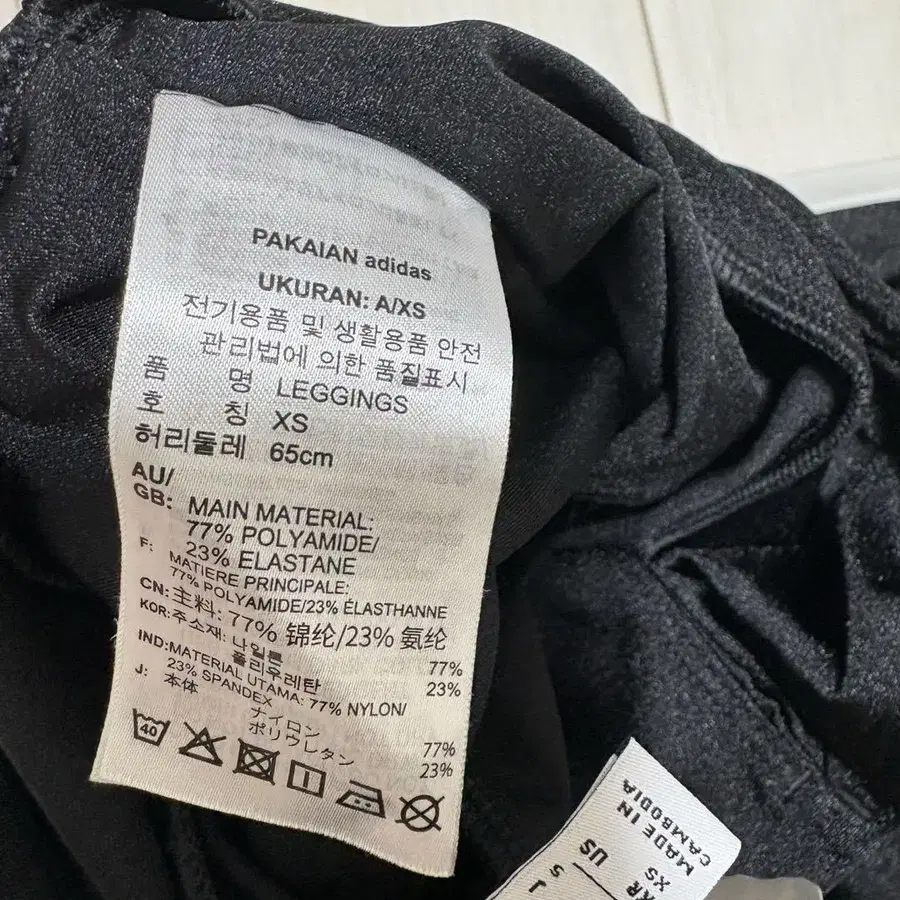 PAKAIAN adidas
UKURAN: A/XS
전기용품 및 생활용품 안전
관리법에 의한 품질표시
품 명 LEGGINGS
호 칭 XS
허리둘레 65cm
AU/
GB: MAIN MATERIAL:
77% POLYAMIDE/
23% ELASTANE
F: MATIERE PRINCIPALE:
77% POLYAMIDE/23% ÉLASTHANNE
CN: 主料: 77% 锦纶/23% 氨纶
KOR: 주소재: 나일론 77%
폴리우레탄 23%
IND: MATERIAL UTAMA: 77% NYLON/
23% SPANDEX
J: 本体
ナイロン 77%
ポリウレタン 23%
40
MADE IN
CAMBODIA
XS
US
J S